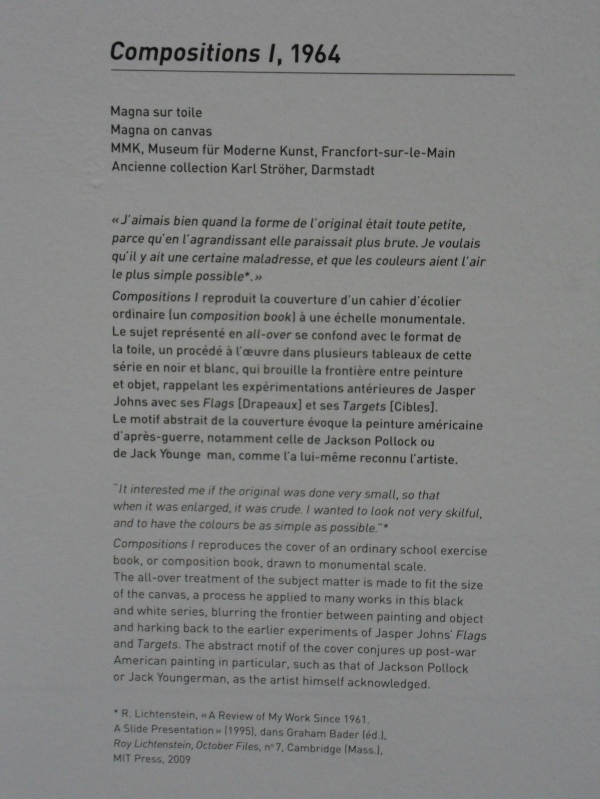 Compositions I, 1964
Magna sur toile
Magna on canvas
MMK, Museum für Moderne Kunst, Francfort-sur-le-Main
Ancienne collection Karl Ströher, Darmstadt
« J'aimais bien quand la forme de l'original était toute petite,
parce qu'en l'agrandissant elle paraissait plus brute. Je voulais
qu'il y ait une certaine maladresse, et que les couleurs aient l'air
le plus simple possible*. »
Compositions I reproduit la couverture d'un cahier d'écolier
ordinaire (un composition book) à une échelle monumentale.
Le sujet représenté en all-over se confond avec le format de
la toile, un procédé à l'œuvre dans plusieurs tableaux de cette
série en noir et blanc, qui brouille la frontière entre peinture
et objet, rappelant les expérimentations antérieures de Jasper
Johns avec ses Flags [Drapeaux] et ses Targets [Cibles].
Le motif abstrait de la couverture évoque la peinture américaine
d'après-guerre, notamment celle de Jackson Pollock ou
de Jack Younge man, comme l'a lui-même reconnu l'artiste.
"It interested me if the original was done very small, so that
when it was enlarged, it was crude. I wanted to look not very skilful,
and to have the colours be as simple as possible."*
Compositions I reproduces the cover of an ordinary school exercise
book, or composition book, drawn to monumental scale.
The all-over treatment of the subject matter is made to fit the size
of the canvas, a process he applied to many works in this black
and white series, blurring the frontier between painting and object
and harking back to the earlier experiments of Jasper Johns' Flags
and Targets. The abstract motif of the cover conjures up post-war
American painting in particular, such as that of Jackson Pollock
or Jack Youngerman, as the artist himself acknowledged.
* R. Lichtenstein, « A Review of My Work Since 1961.
A Slide Presentation » (1995), dans Graham Bader (éd.),
Roy Lichtenstein, October Files, n° 7, Cambridge (Mass.),
MIT Press, 2009